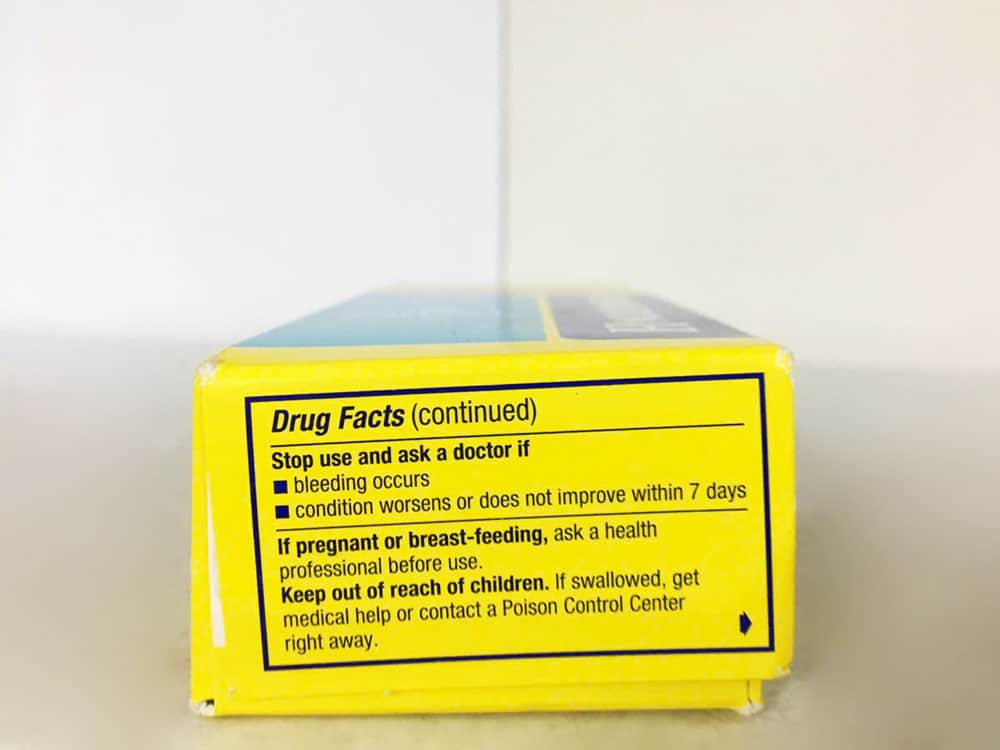 Drug Facts (continued)
Stop use and ask a doctor if
■ bleeding occurs
■ condition worsens or does not improve within 7 days
If pregnant or breast-feeding, ask a health
professional before use.
Keep out of reach of children. If swallowed, get
medical help or contact a Poison Control Center
right away.